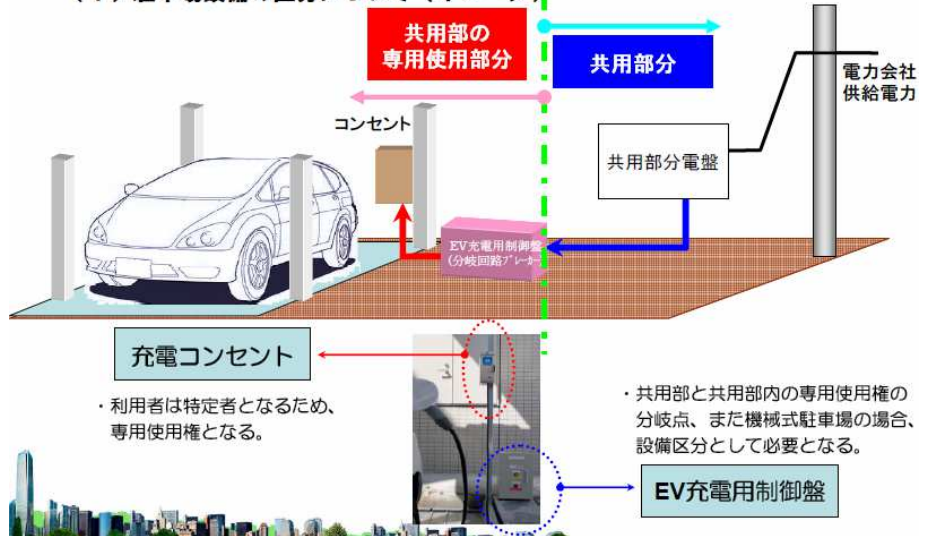 共用部の
専用使用部分
共用部分
電力会社
供給電力
コンセント
共用部分電盤
EV充電用制御盤
(分岐回路ﾌﾞﾚｰｶｰ
充電コンセント
・利用者は特定者となるため、
専用使用権となる。
・共用部と共用部内の専用使用権の
分岐点、また機械式駐車場の場合、
設備区分として必要となる。
EV充電用制御盤